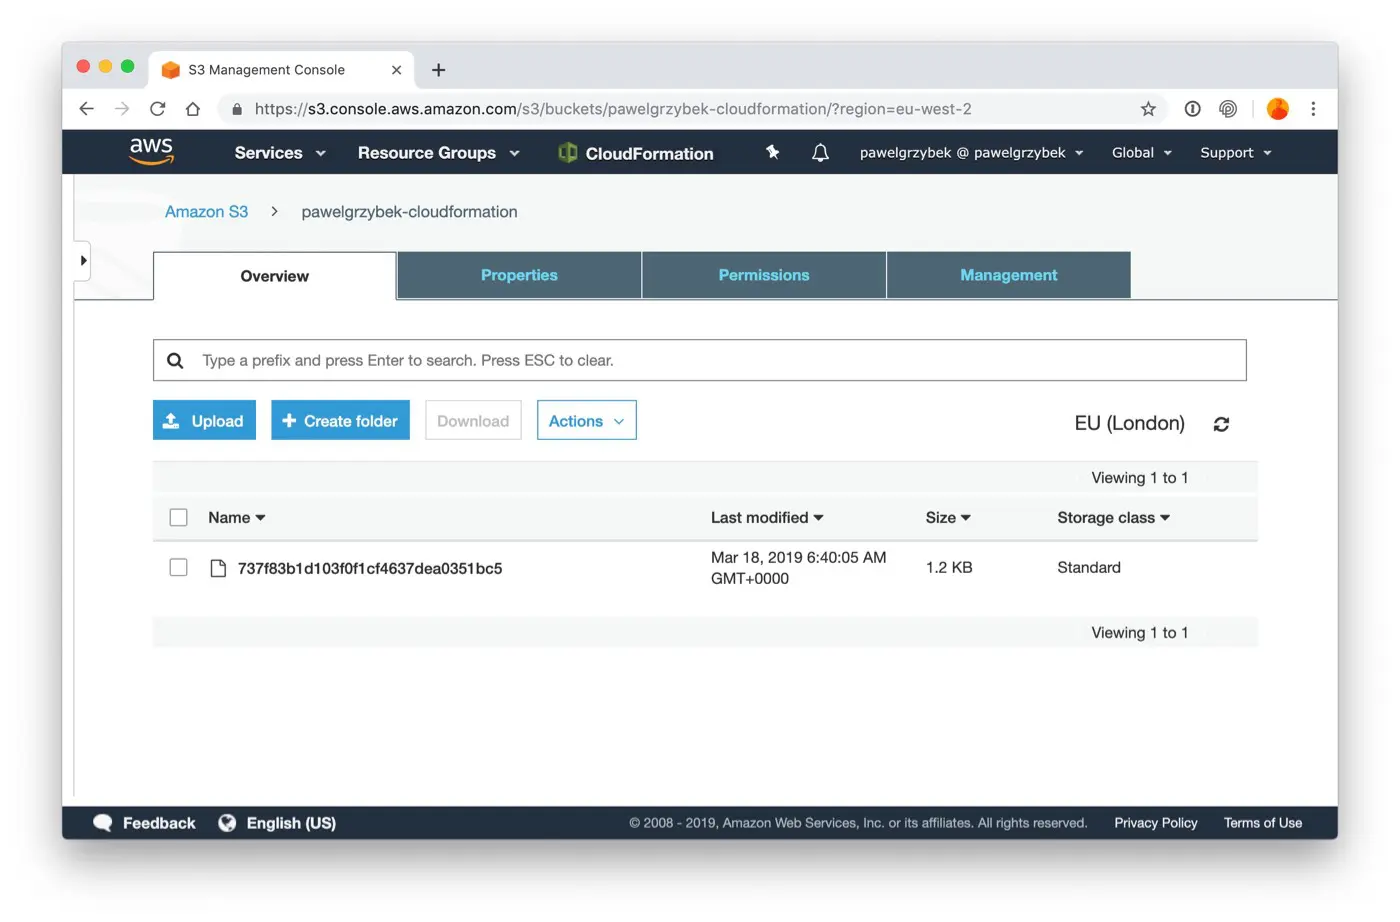 S3 Management Console
https://s3.console.aws.amazon.com/s3/buckets/pawelgrzybek-cloudformation/?region=eu-west-2
aws Services Resource Groups CloudFormation pawelgrzybek @ pawelgrzybek Global Support
Amazon S3 > pawelgrzybek-cloudformation
Overview Properties Permissions Management
Type a prefix and press Enter to search. Press ESC to clear.
Upload + Create folder Download Actions EU (London)
Viewing 1 to 1
Name Last modified Size Storage class
737f83b1d103f0f1cf4637dea0351bc5 Mar 18, 2019 6:40:05 AM 1.2 KB Standard
GMT+0000
Viewing 1 to 1
Feedback English (US) © 2008 - 2019, Amazon Web Services, Inc. or its affiliates. All rights reserved. Privacy Policy Terms of Use